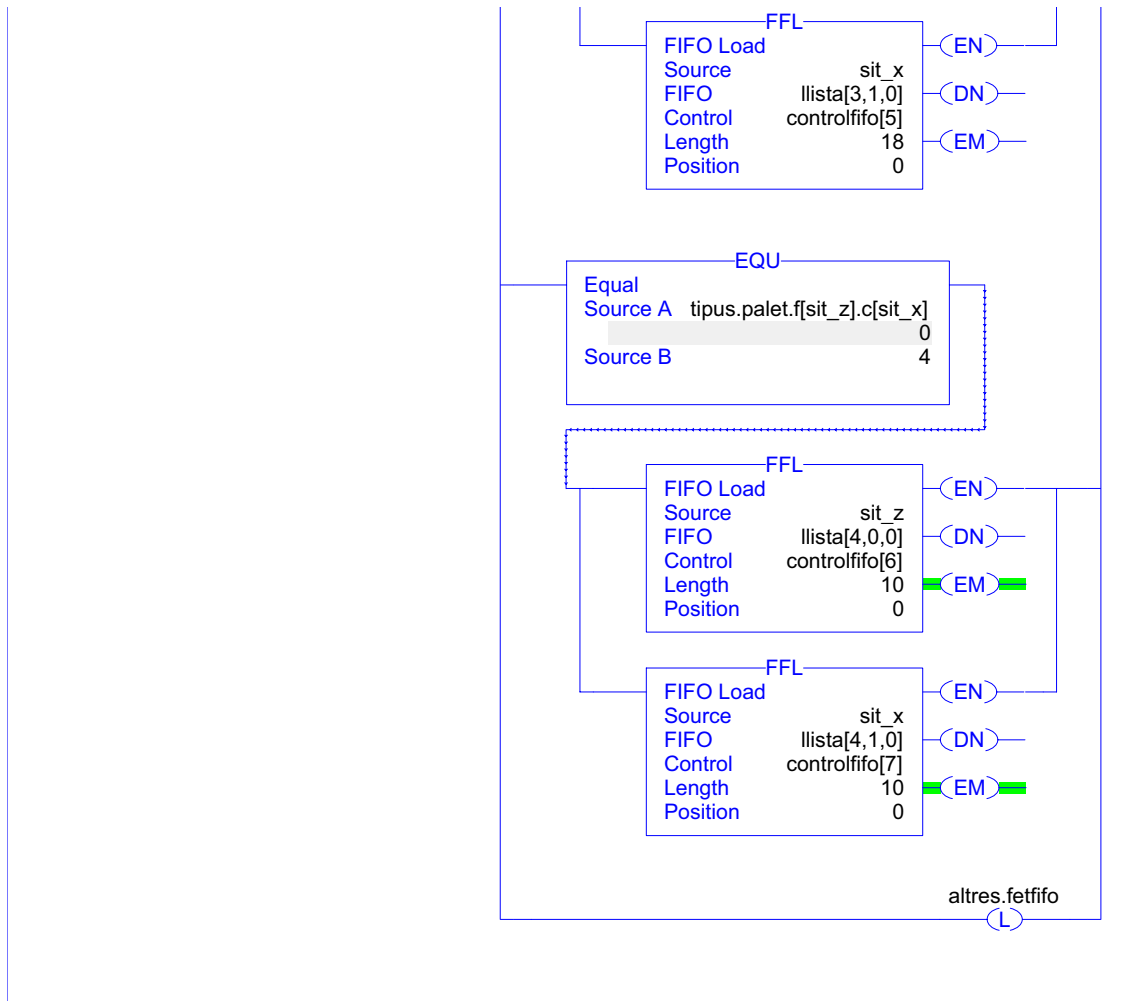 FFL
FIFO Load
(EN)
Source sit_x
FIFO llista[3,1,0]
(DN)
Control controlfifo[5]
Length 18
(EM)
Position 0
EQU
Equal
Source A tipus.palet.f[sit_z].c[sit_x]
0
Source B 4
FFL
FIFO Load
(EN)
Source sit_z
FIFO llista[4,0,0]
(DN)
Control controlfifo[6]
Length 10
(EM)
Position 0
FFL
FIFO Load
(EN)
Source sit_x
FIFO llista[4,1,0]
(DN)
Control controlfifo[7]
Length 10
(EM)
Position 0
altres.fetfifo
(L)